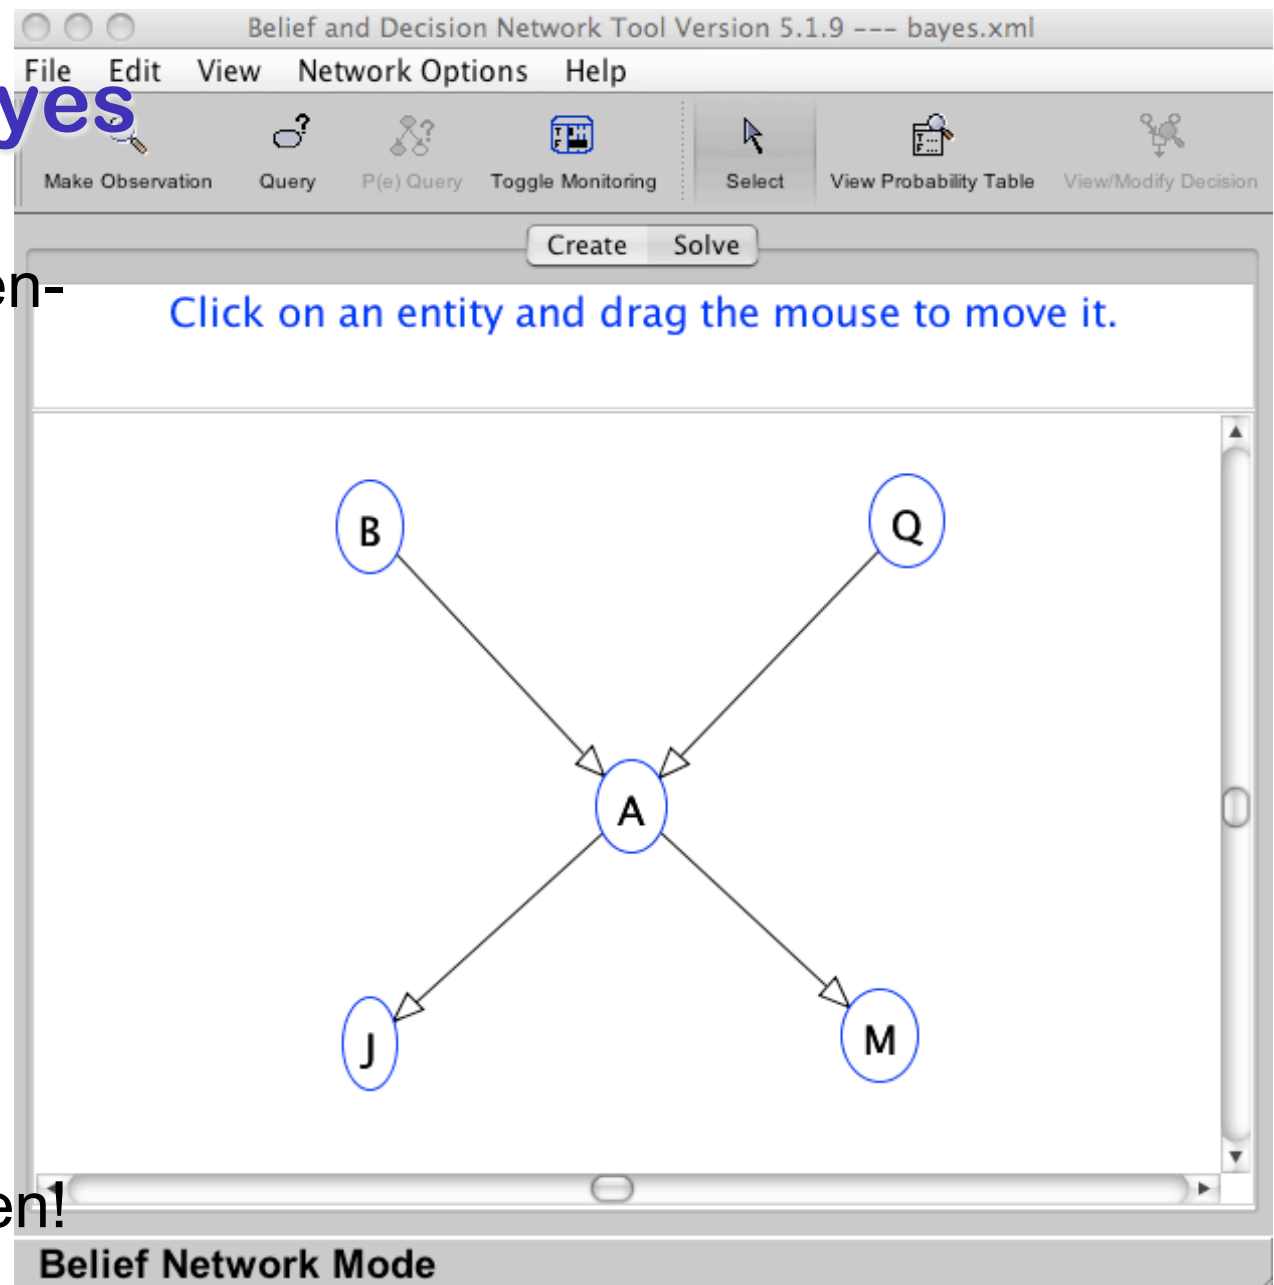 Belief and Decision Network Tool Version 5.1.9 --- bayes.xml
File Edit View Network Options Help
yes
Make Observation Query P(e) Query Toggle Monitoring Select View Probability Table View/Modify Decision
Create Solve
en-
Click on an entity and drag the mouse to move it.
B Q
A
J M
en!
Belief Network Mode